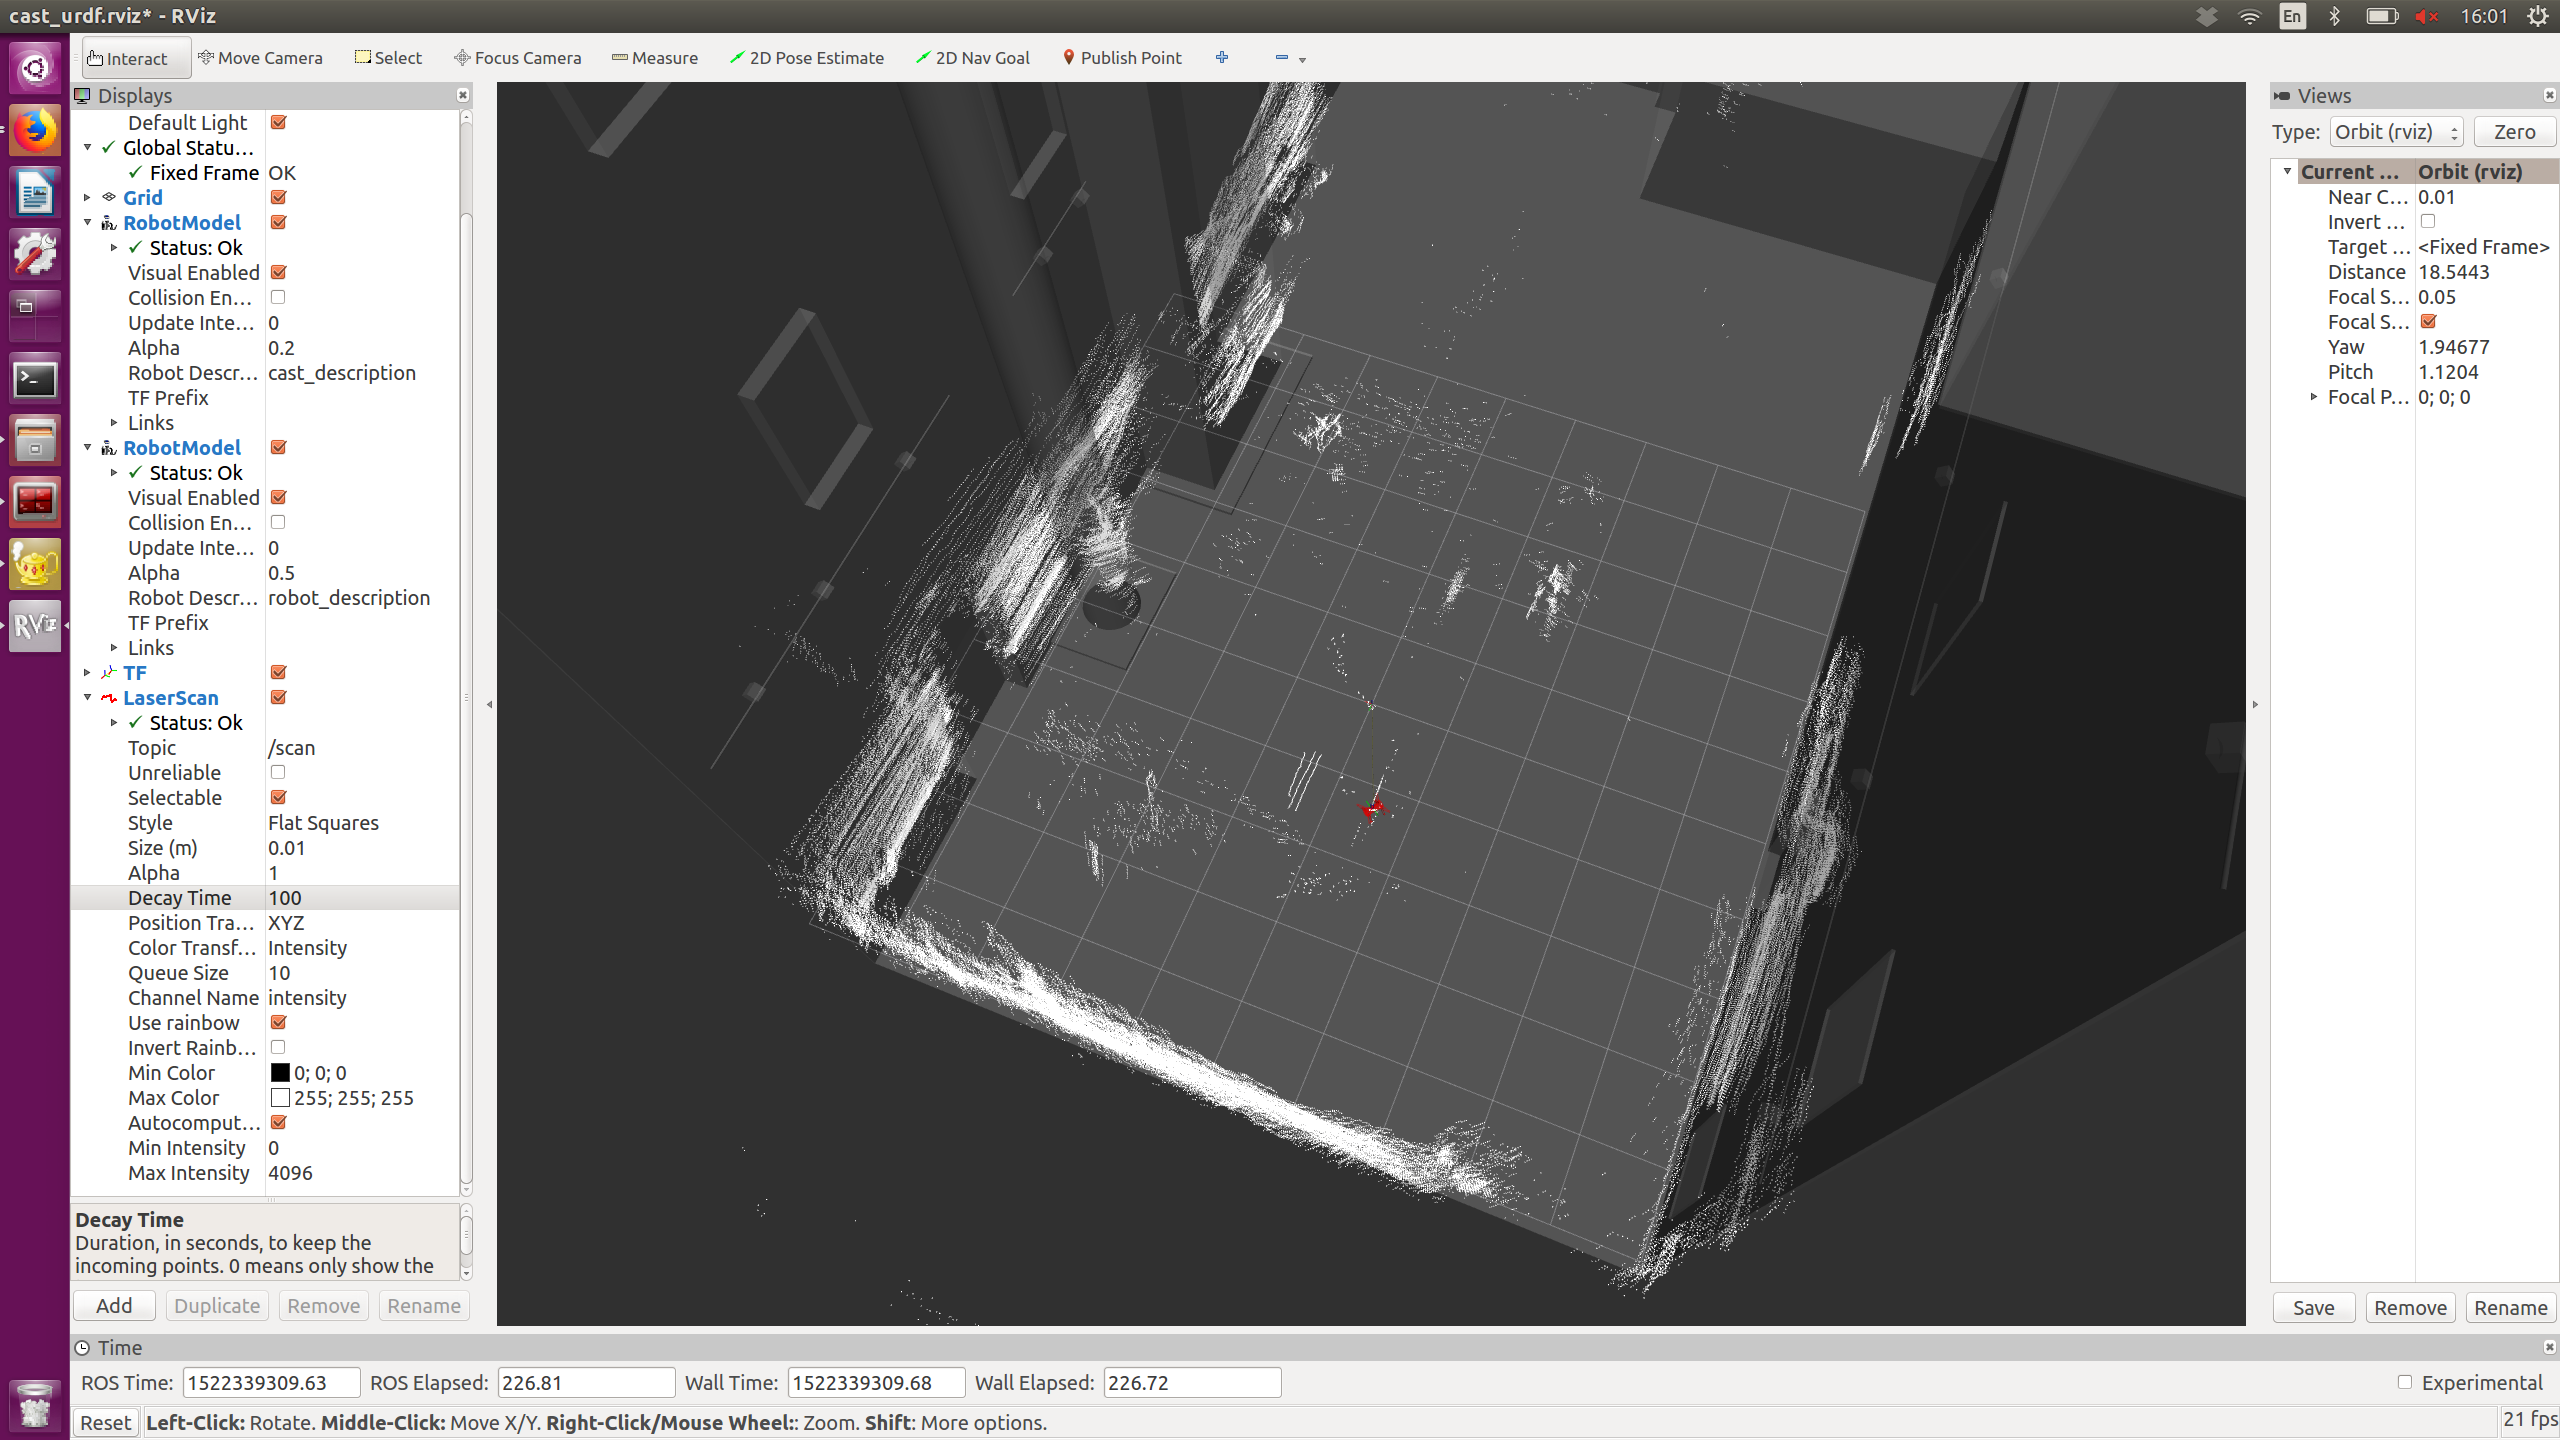 cast_urdf.rviz* - RViz
En 16:01
Interact Move Camera Select Focus Camera Measure 2D Pose Estimate 2D Nav Goal Publish Point
Displays
Default Light
Global Statu...
Fixed Frame OK
Grid
RobotModel
Status: Ok
Visual Enabled
Collision En...
Update Inte... 0
Alpha 0.2
Robot Descr... cast_description
TF Prefix
Links
RobotModel
Status: Ok
Visual Enabled
Collision En...
Update Inte... 0
Alpha 0.5
Robot Descr... robot_description
TF Prefix
Links
TF
LaserScan
Status: Ok
Topic /scan
Unreliable
Selectable
Style Flat Squares
Size (m) 0.01
Alpha 1
Decay Time 100
Position Tra... XYZ
Color Transf... Intensity
Queue Size 10
Channel Name intensity
Use rainbow
Invert Rainb...
Min Color 0; 0; 0
Max Color 255; 255; 255
Autocomput...
Min Intensity 0
Max Intensity 4096
Decay Time
Duration, in seconds, to keep the
incoming points. 0 means only show the
Add Duplicate Remove Rename
RViz
Views
Type: Orbit (rviz) Zero
Current ... Orbit (rviz)
Near C... 0.01
Invert ...
Target ... <Fixed Frame>
Distance 18.5443
Focal S... 0.05
Focal S...
Yaw 1.94677
Pitch 1.1204
Focal P... 0; 0; 0
Save Remove Rename
Time
ROS Time: 1522339309.63 ROS Elapsed: 226.81 Wall Time: 1522339309.68 Wall Elapsed: 226.72 Experimental
Reset Left-Click: Rotate. Middle-Click: Move X/Y. Right-Click/Mouse Wheel:: Zoom. Shift: More options. 21 fps